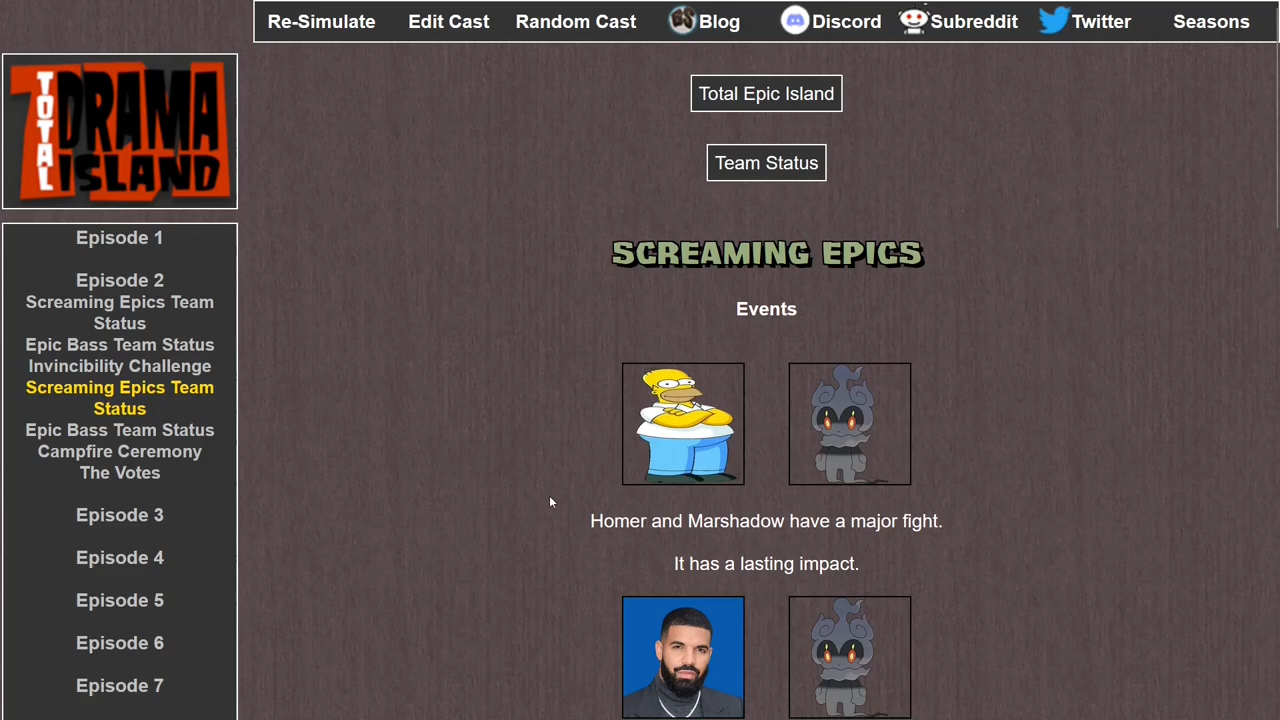 Re-Simulate Edit Cast Random Cast Blog Discord Subreddit Twitter Seasons
TOTAL
DRAMA
ISLAND
Episode 1
Episode 2
Screaming Epics Team
Status
Epic Bass Team Status
Invincibility Challenge
Screaming Epics Team
Status
Epic Bass Team Status
Campfire Ceremony
The Votes
Episode 3
Episode 4
Episode 5
Episode 6
Episode 7
Total Epic Island
Team Status
SCREAMING EPICS
Events
Homer and Marshadow have a major fight.
It has a lasting impact.